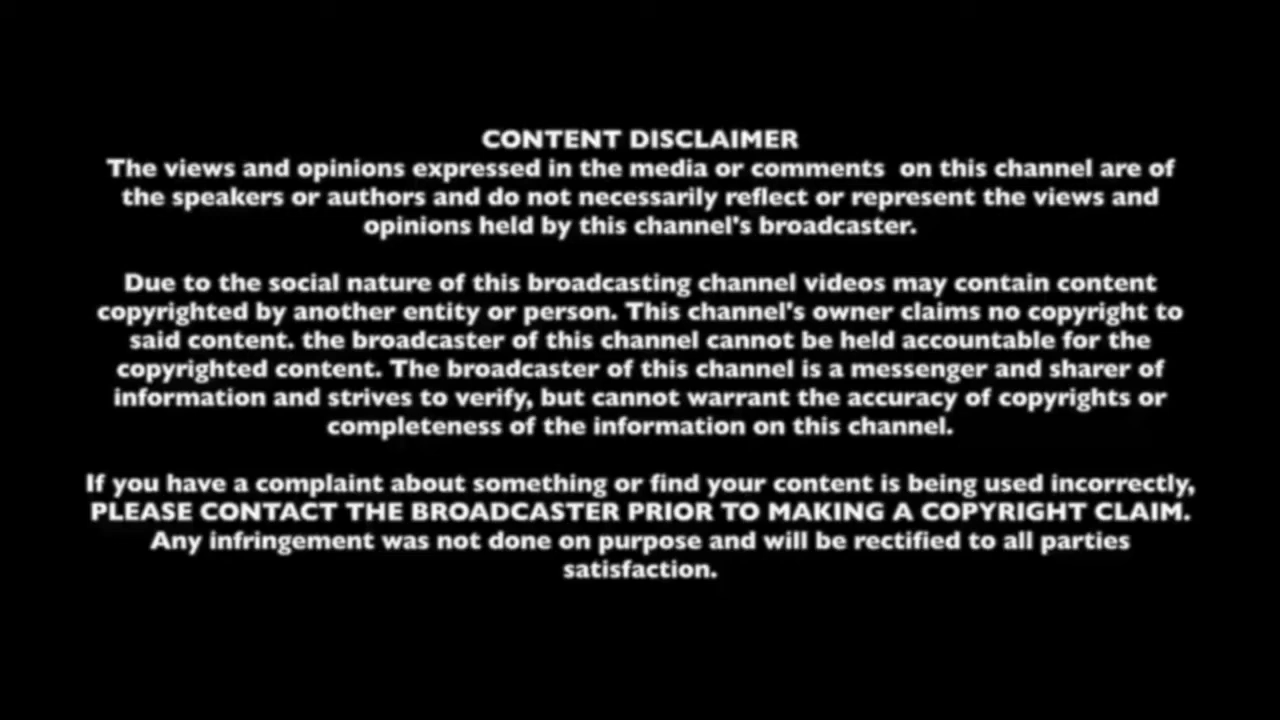 CONTENT DISCLAIMER
The views and opinions expressed in the media or comments  on this channel are of
the speakers or authors and do not necessarily reflect or represent the views and
opinions held by this channel's broadcaster.
Due to the social nature of this broadcasting channel videos may contain content
copyrighted by another entity or person. This channel's owner claims no copyright to
said content. the broadcaster of this channel cannot be held accountable for the
copyrighted content. The broadcaster of this channel is a messenger and sharer of
information and strives to verify, but cannot warrant the accuracy of copyrights or
completeness of the information on this channel.
If you have a complaint about something or find your content is being used incorrectly,
PLEASE CONTACT THE BROADCASTER PRIOR TO MAKING A COPYRIGHT CLAIM.
Any infringement was not done on purpose and will be rectified to all parties
satisfaction.